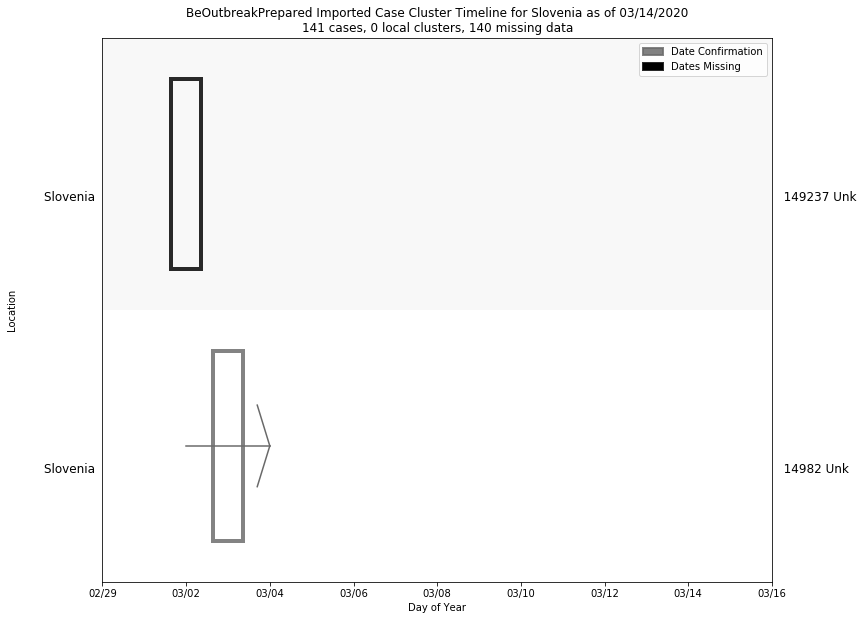 BeOutbreakPrepared Imported Case Cluster Timeline for Slovenia as of 03/14/2020
141 cases, 0 local clusters, 140 missing data
Date Confirmation
Dates Missing
Slovenia
149237 Unk
Location
Slovenia
14982 Unk
02/29 03/02 03/04 03/06 03/08 03/10 03/12 03/14 03/16
Day of Year